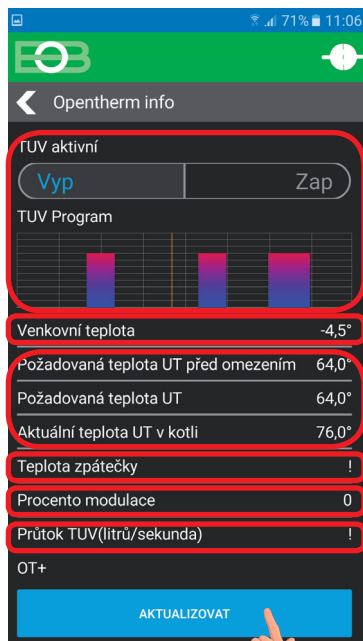 71% 11:06
EOB
Opentherm info
TUV aktivní
Vyp Zap
TUV Program
Venkovní teplota -4,5°
Požadovaná teplota UT před omezením 64,0°
Požadovaná teplota UT 64,0°
Aktuální teplota UT v kotli 76,0°
Teplota zpátečky !
Procento modulace 0
Průtok TUV(litrů/sekunda) !
OT+
AKTUALIZOVAT